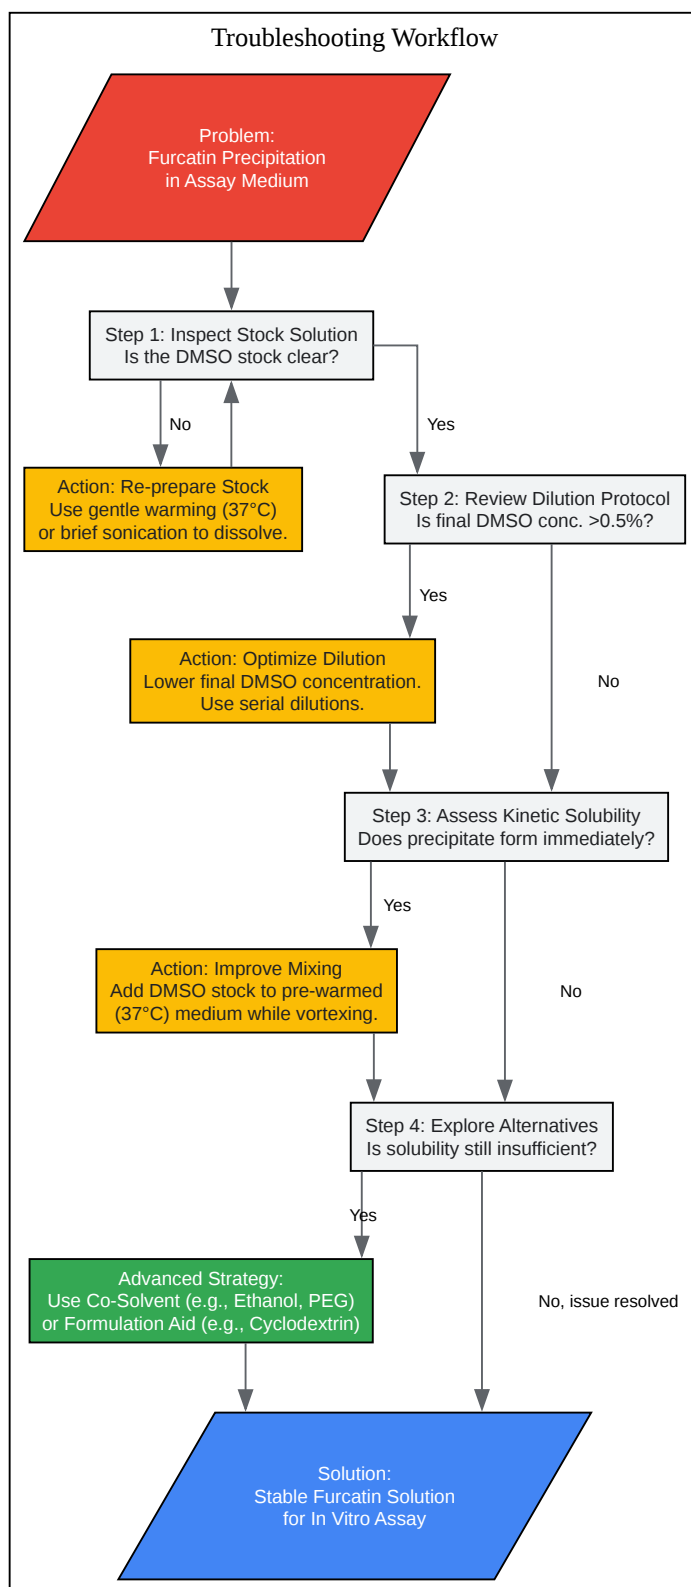 Troubleshooting Workflow
Problem:
Furcatin Precipitation
in Assay Medium
Step 1: Inspect Stock Solution
Is the DMSO stock clear?
No
Yes
Action: Re-prepare Stock
Use gentle warming (37°C)
or brief sonication to dissolve.
Step 2: Review Dilution Protocol
Is final DMSO conc. >0.5%?
Yes
No
Action: Optimize Dilution
Lower final DMSO concentration.
Use serial dilutions.
Step 3: Assess Kinetic Solubility
Does precipitate form immediately?
Yes
No
Action: Improve Mixing
Add DMSO stock to pre-warmed
(37°C) medium while vortexing.
Step 4: Explore Alternatives
Is solubility still insufficient?
Yes
No, issue resolved
Advanced Strategy:
Use Co-Solvent (e.g., Ethanol, PEG)
or Formulation Aid (e.g., Cyclodextrin)
Solution:
Stable Furcatin Solution
for In Vitro Assay